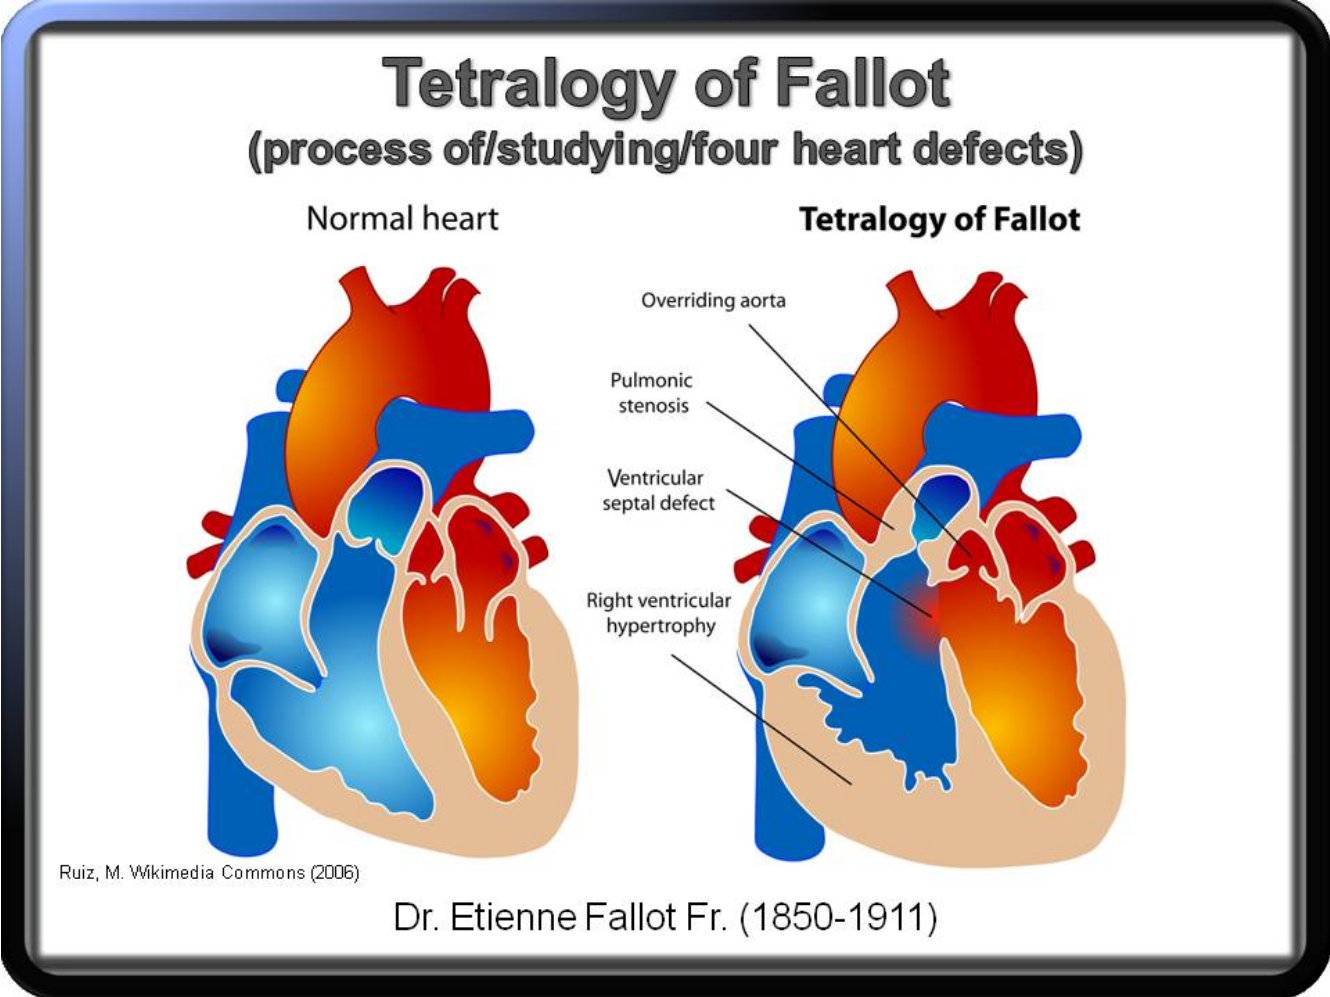 Tetralogy of Fallot
(process of/studying/four heart defects)
Normal heart
Tetralogy of Fallot
Overriding aorta
Pulmonic
stenosis
Ventricular
septal defect
Right ventricular
hypertrophy
Ruiz, M. Wikimedia Commons (2006)
Dr. Etienne Fallot Fr. (1850-1911)